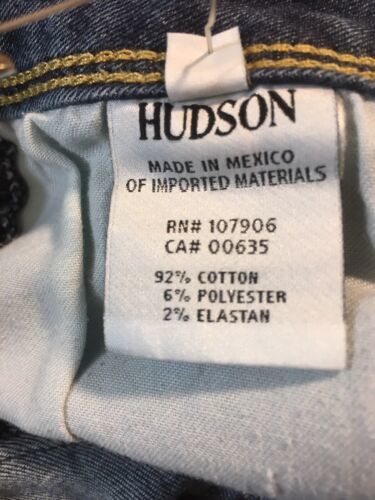 HUDSON
MADE IN MEXICO
OF IMPORTED MATERIALS
RN# 107906
CA# 00635
92% COTTON
6% POLYESTER
2% ELASTAN